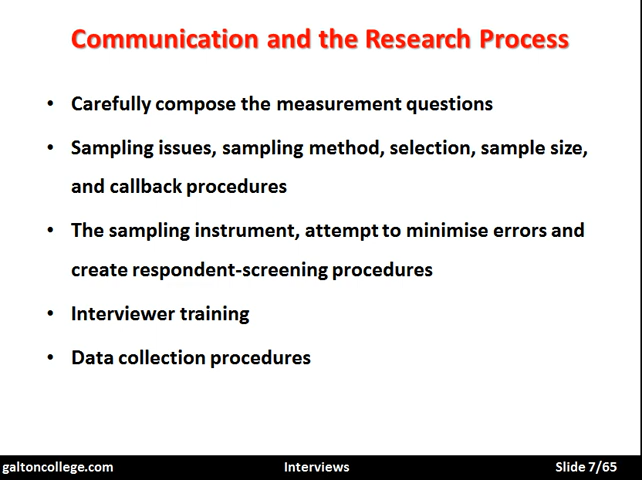 Communication and the Research Process
• Carefully compose the measurement questions
• Sampling issues, sampling method, selection, sample size,
and callback procedures
• The sampling instrument, attempt to minimise errors and
create respondent-screening procedures
• Interviewer training
• Data collection procedures
galtoncollege.com Interviews Slide 7/65